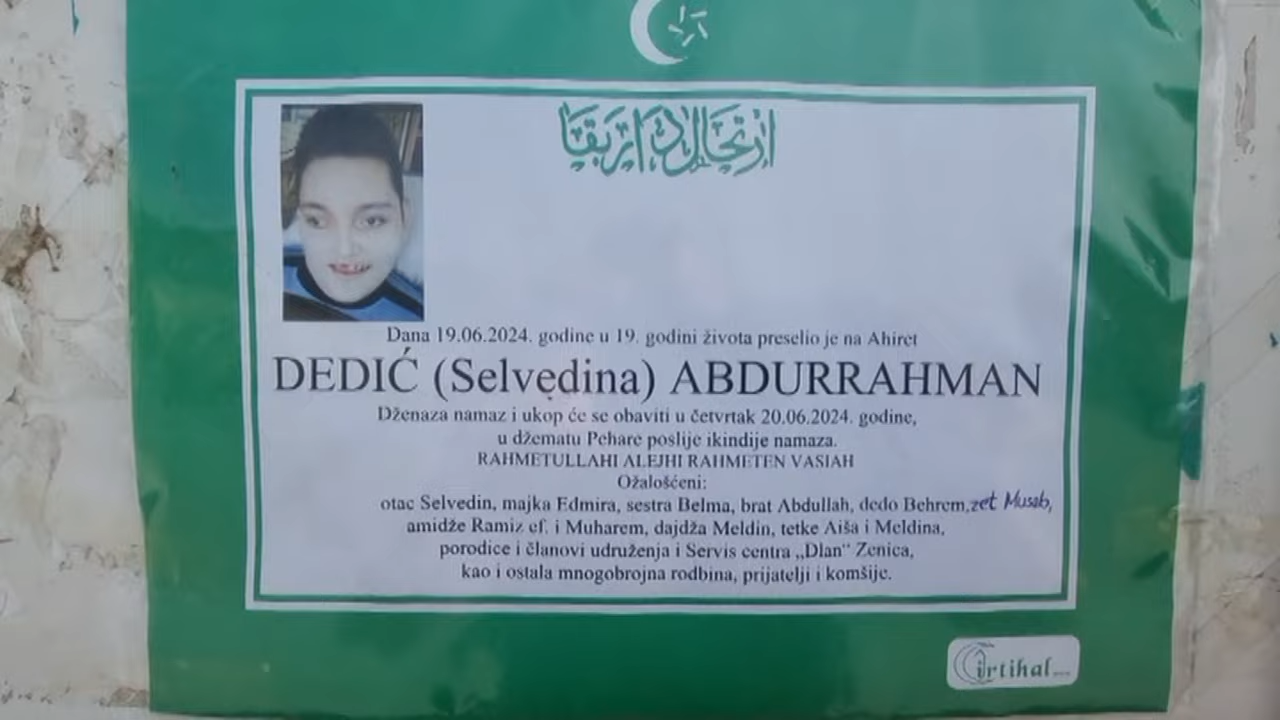 ارتحال دار بقا
Dana 19.06.2024. godine u 19. godini života preselio je na Ahiret
DEDIĆ (Selvedina) ABDURRAHMAN
Dženaza namaz i ukop će se obaviti u četvrtak 20.06.2024. godine,
u džematu Pehare poslije ikindije namaza.
RAHMETULLAHI ALEJHI RAHMETEN VASIAH
Ožalošćeni:
otac Selvedin, majka Edmira, sestra Belma, brat Abdullah, dedo Behrem, zet Musab,
amidže Ramiz ef. i Muharem, dajdža Meldin, tetke Aiša i Meldina,
porodice i članovi udruženja i Servis centra „Dlan“ Zenica,
kao i ostala mnogobrojna rodbina, prijatelji i komšije.
irtihal